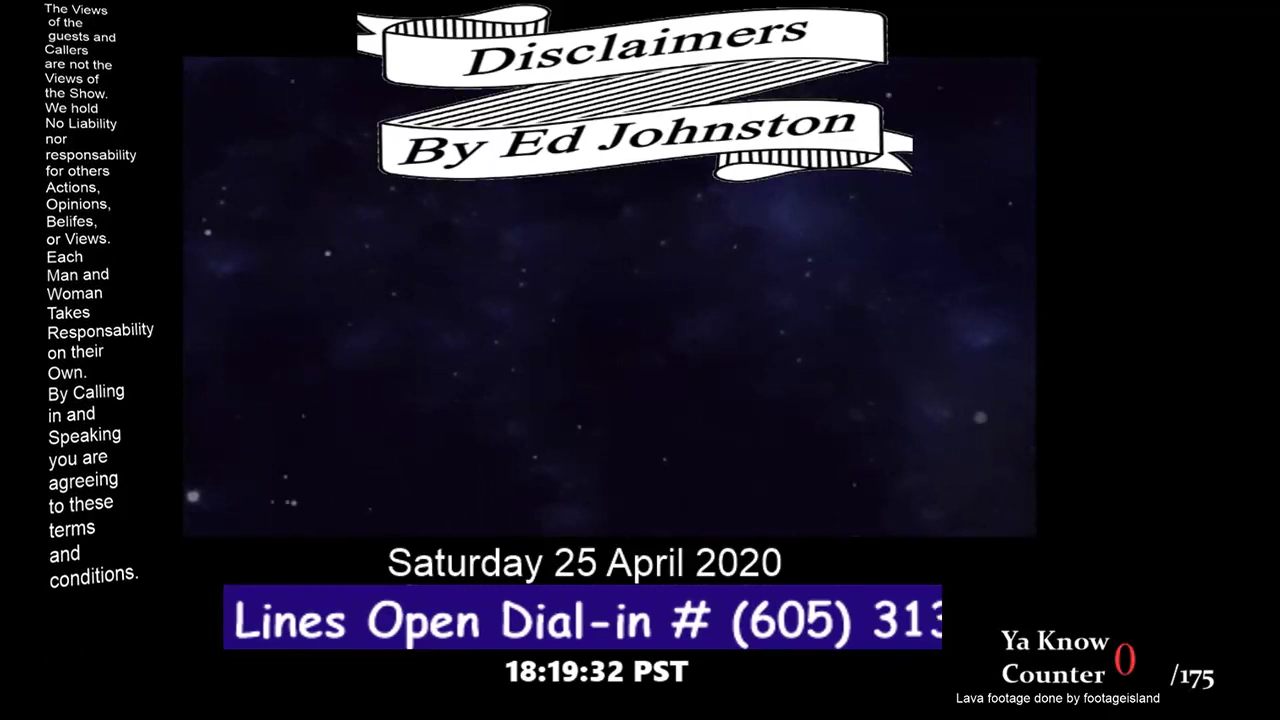 The Views
of the
guests and
Callers
are not the
Views of
the Show.
We hold
No Liability
nor
responsability
for others
Actions,
Opinions,
Belifes,
or Views.
Each
Man and
Woman
Takes
Responsability
on their
Own.
By Calling
in and
Speaking
you are
agreeing
to these
terms
and
conditions.
Disclaimers
By Ed Johnston
Saturday 25 April 2020
Lines Open Dial-in # (605) 313
18:19:32 PST
Ya Know
Counter 0 /175
Lava footage done by footageisland